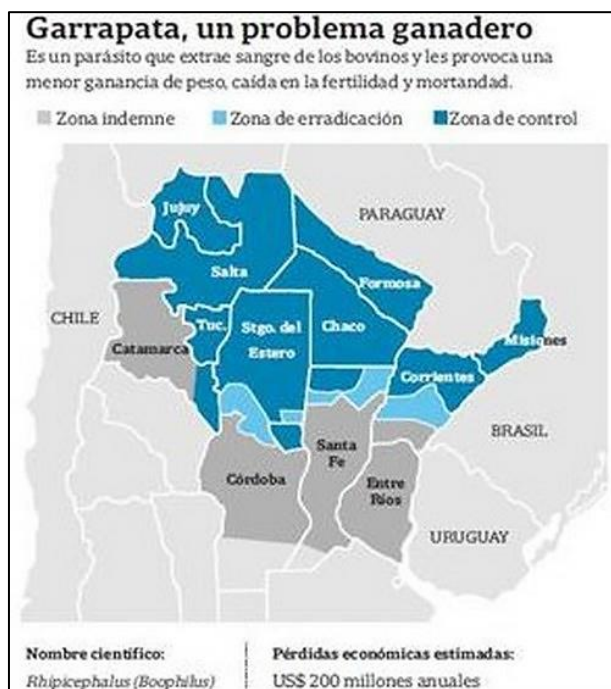 Garrapata, un problema ganadero
Es un parásito que extrae sangre de los bovinos y les provoca una
menor ganancia de peso, caída en la fertilidad y mortandad.
Zona indemne
Zona de erradicación
Zona de control
Jujuy
PARAGUAY
Salta
Formosa
CHILE
Tuc.
Stgo. del
Estero
Chaco
Misiones
Catamarca
Corrientes
BRASIL
Santa
Fe
Córdoba
Entre
Ríos
URUGUAY
Nombre científico:
Rhipicephalus (Boophilus)
Pérdidas económicas estimadas:
US$ 200 millones anuales